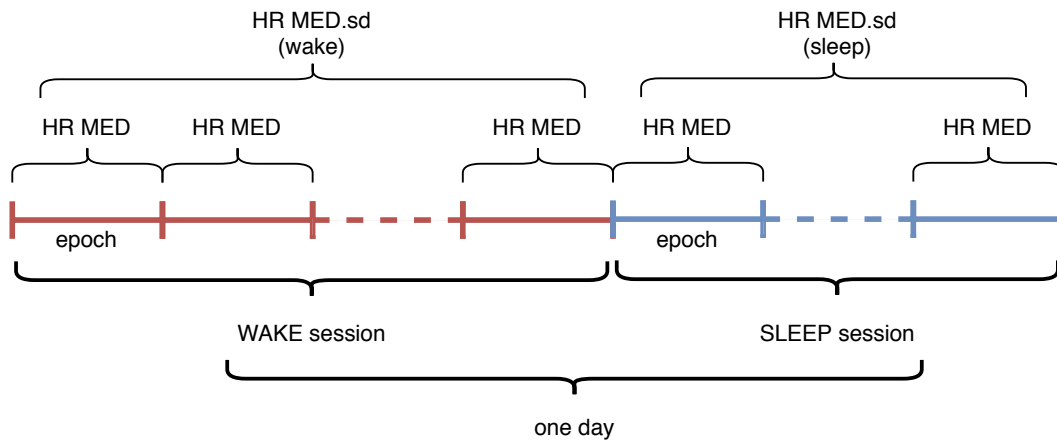 HR MED.sd
(wake)
HR MED.sd
(sleep)
HR MED
HR MED
HR MED
HR MED
HR MED
epoch
epoch
WAKE session
SLEEP session
one day